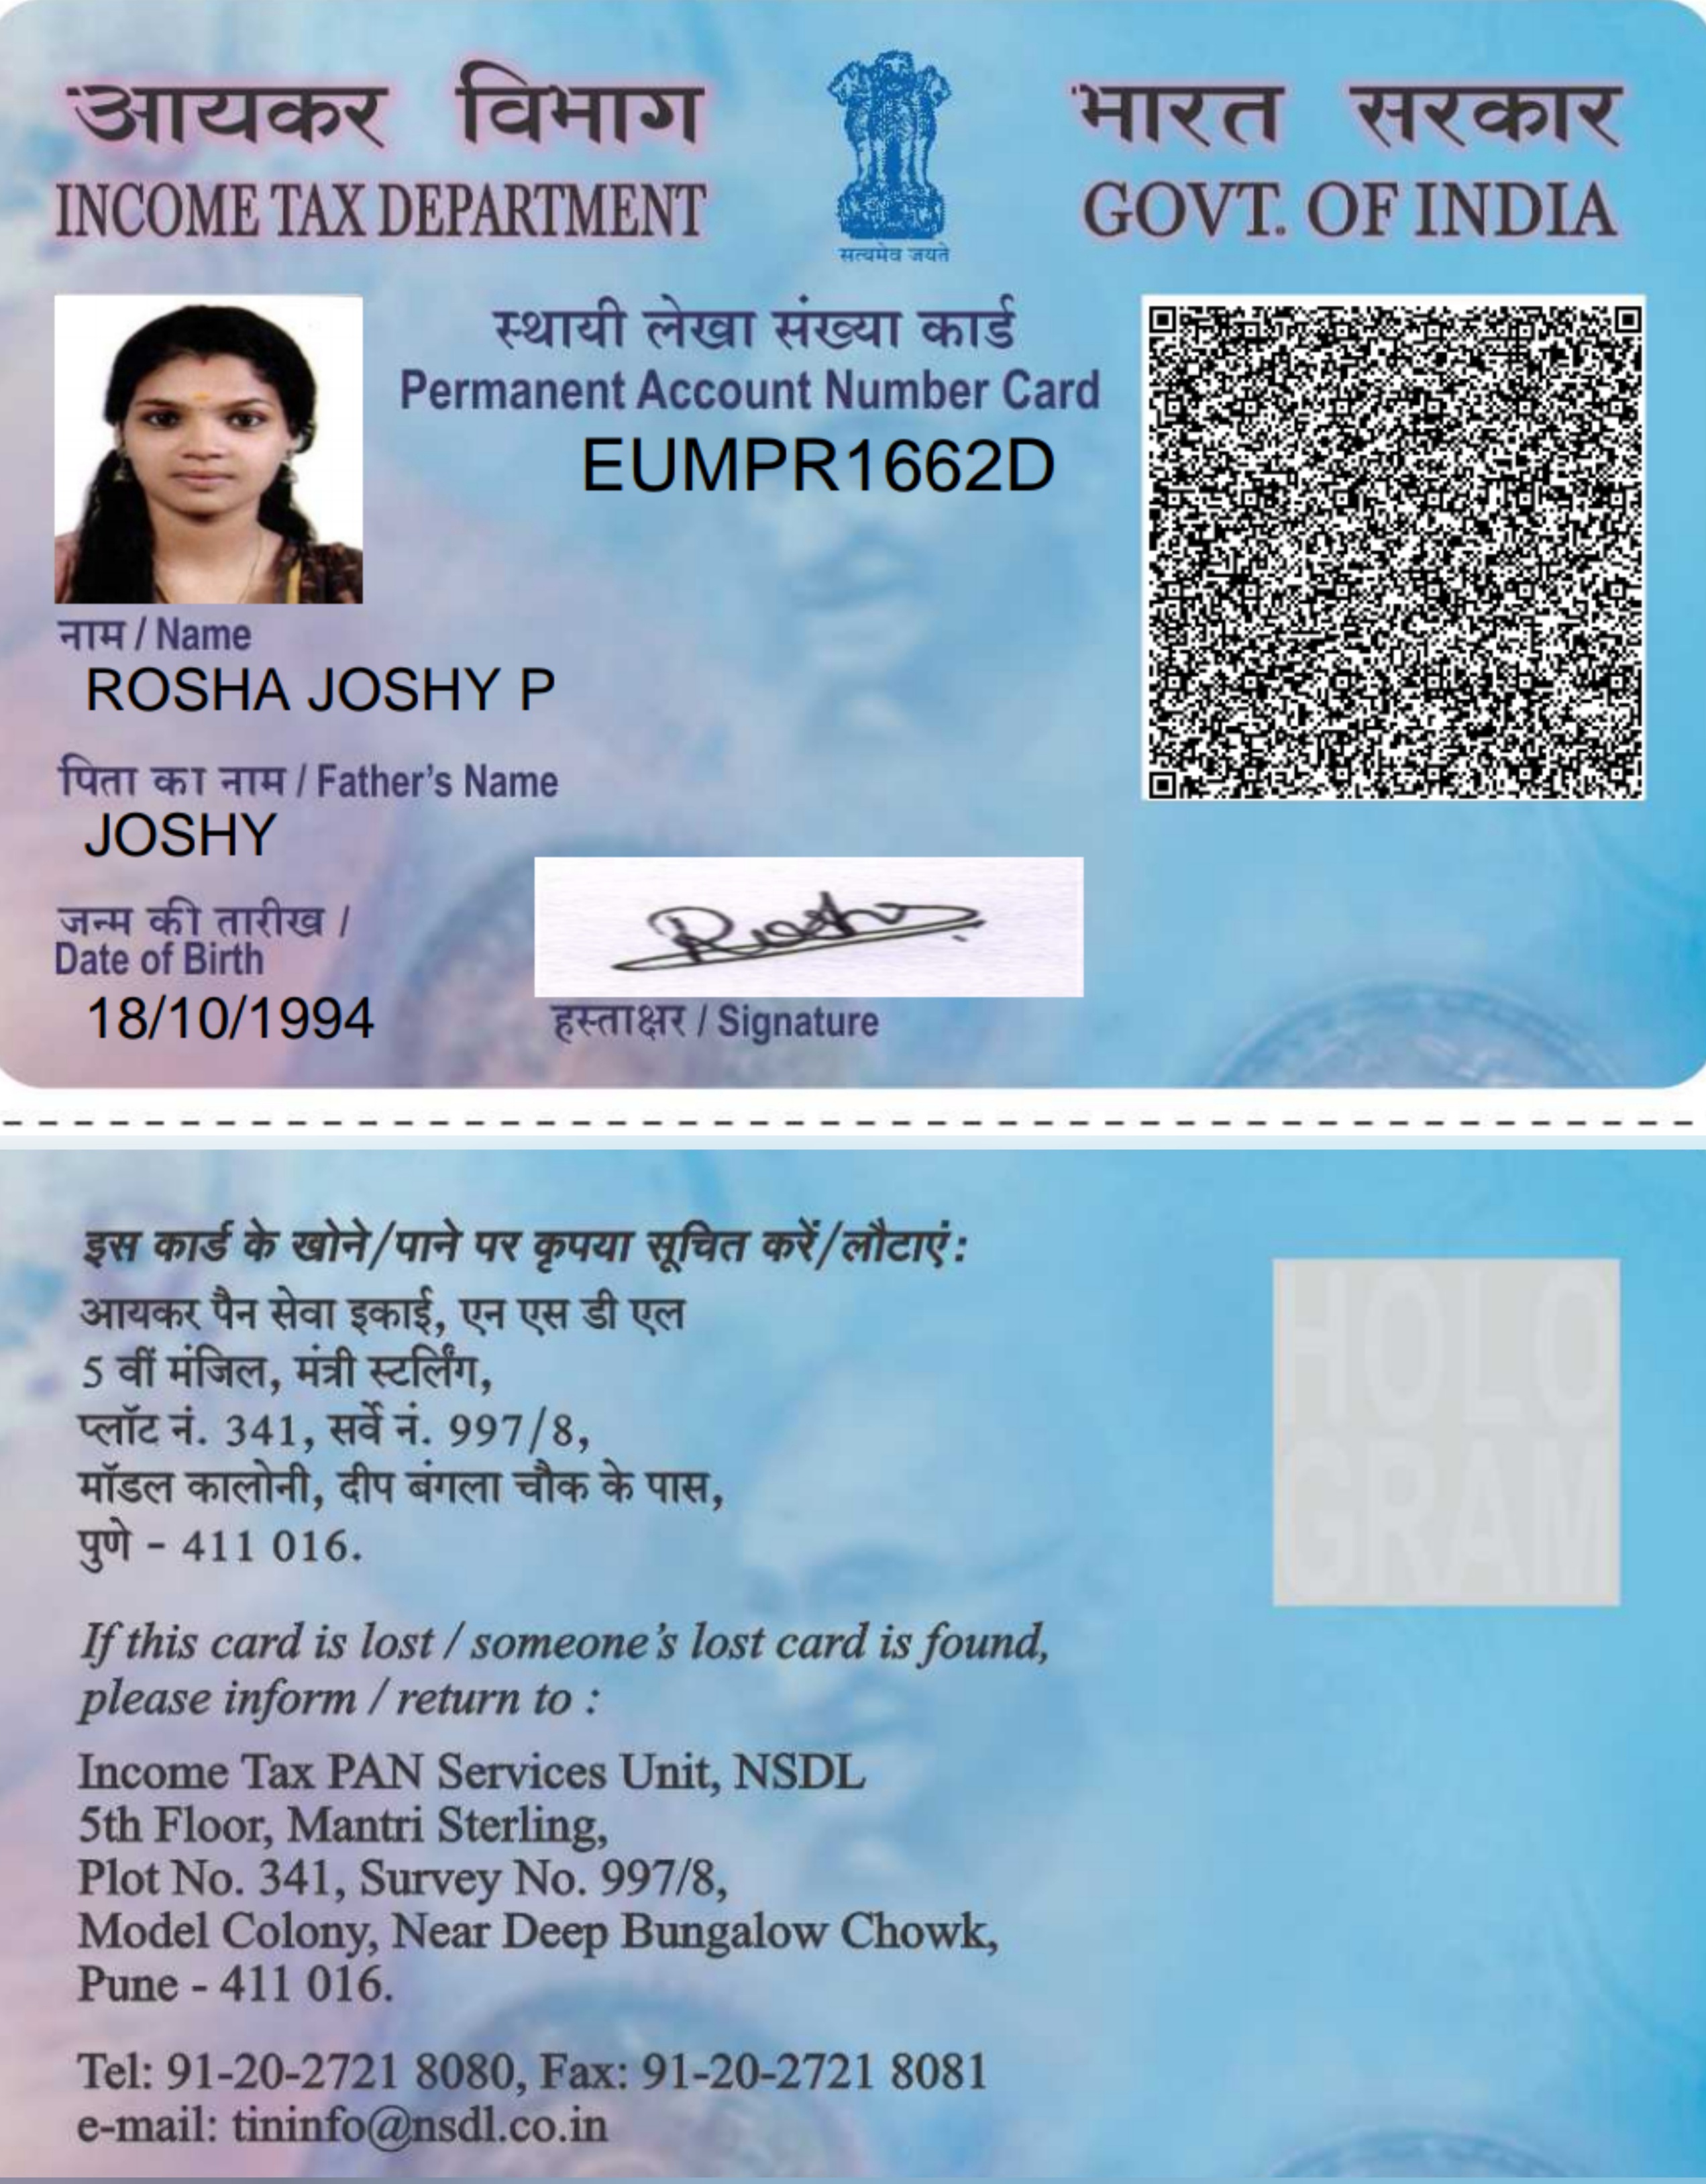 आयकर विभाग
INCOME TAX DEPARTMENT
सत्यमेव जयते
भारत सरकार
GOVT. OF INDIA
स्थायी लेखा संख्या कार्ड
Permanent Account Number Card
EUMPR1662D
नाम / Name
ROSHA JOSHY P
पिता का नाम / Father's Name
JOSHY
जन्म की तारीख /
Date of Birth
18/10/1994
Rosha
हस्ताक्षर / Signature
इस कार्ड के खोने/पाने पर कृपया सूचित करें/लौटाएं:
आयकर पैन सेवा इकाई, एन एस डी एल
5 वीं मंजिल, मंत्री स्टर्लिंग,
प्लॉट नं. 341, सर्वे नं. 997/8,
मॉडल कालोनी, दीप बंगला चौक के पास,
पुणे - 411 016.
HOLO
GRAM
If this card is lost / someone's lost card is found,
please inform / return to :
Income Tax PAN Services Unit, NSDL
5th Floor, Mantri Sterling,
Plot No. 341, Survey No. 997/8,
Model Colony, Near Deep Bungalow Chowk,
Pune - 411 016.
Tel: 91-20-2721 8080, Fax: 91-20-2721 8081
e-mail: tininfo@nsdl.co.in